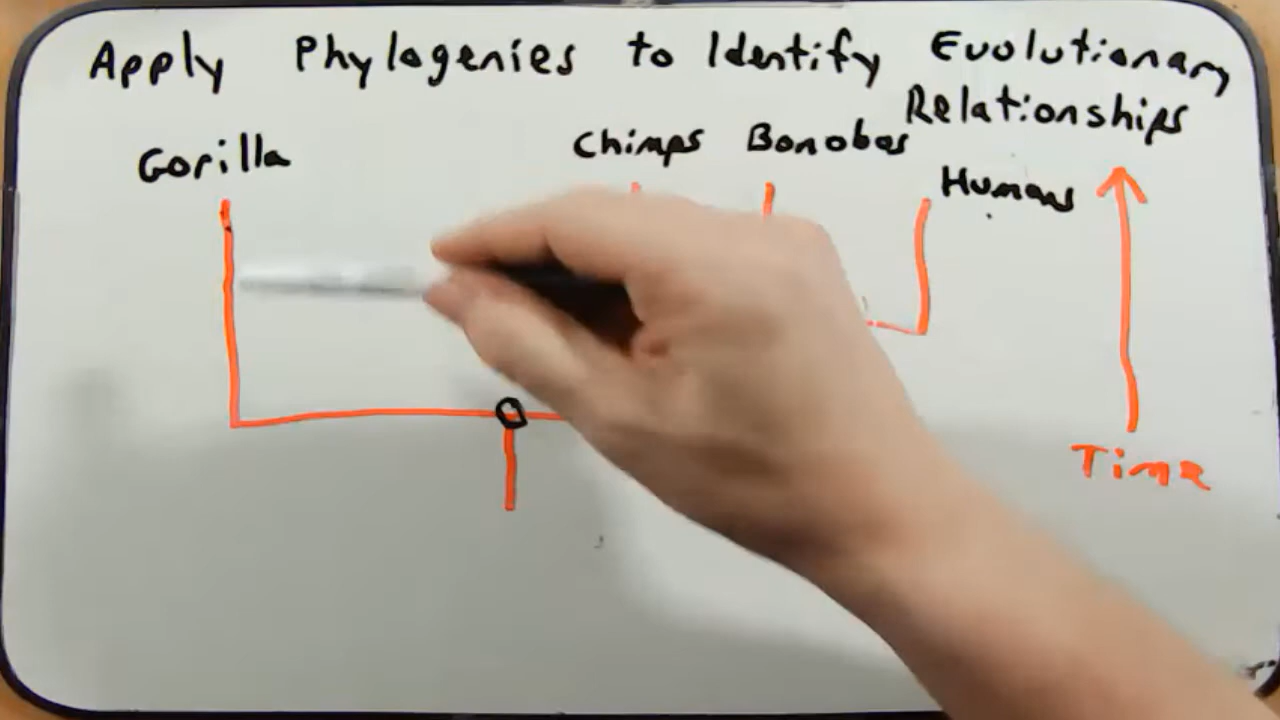 Apply Phylogenies to Identify Evolutionary
Relationships
Gorilla
Chimps
Bonobos
Humans
Time